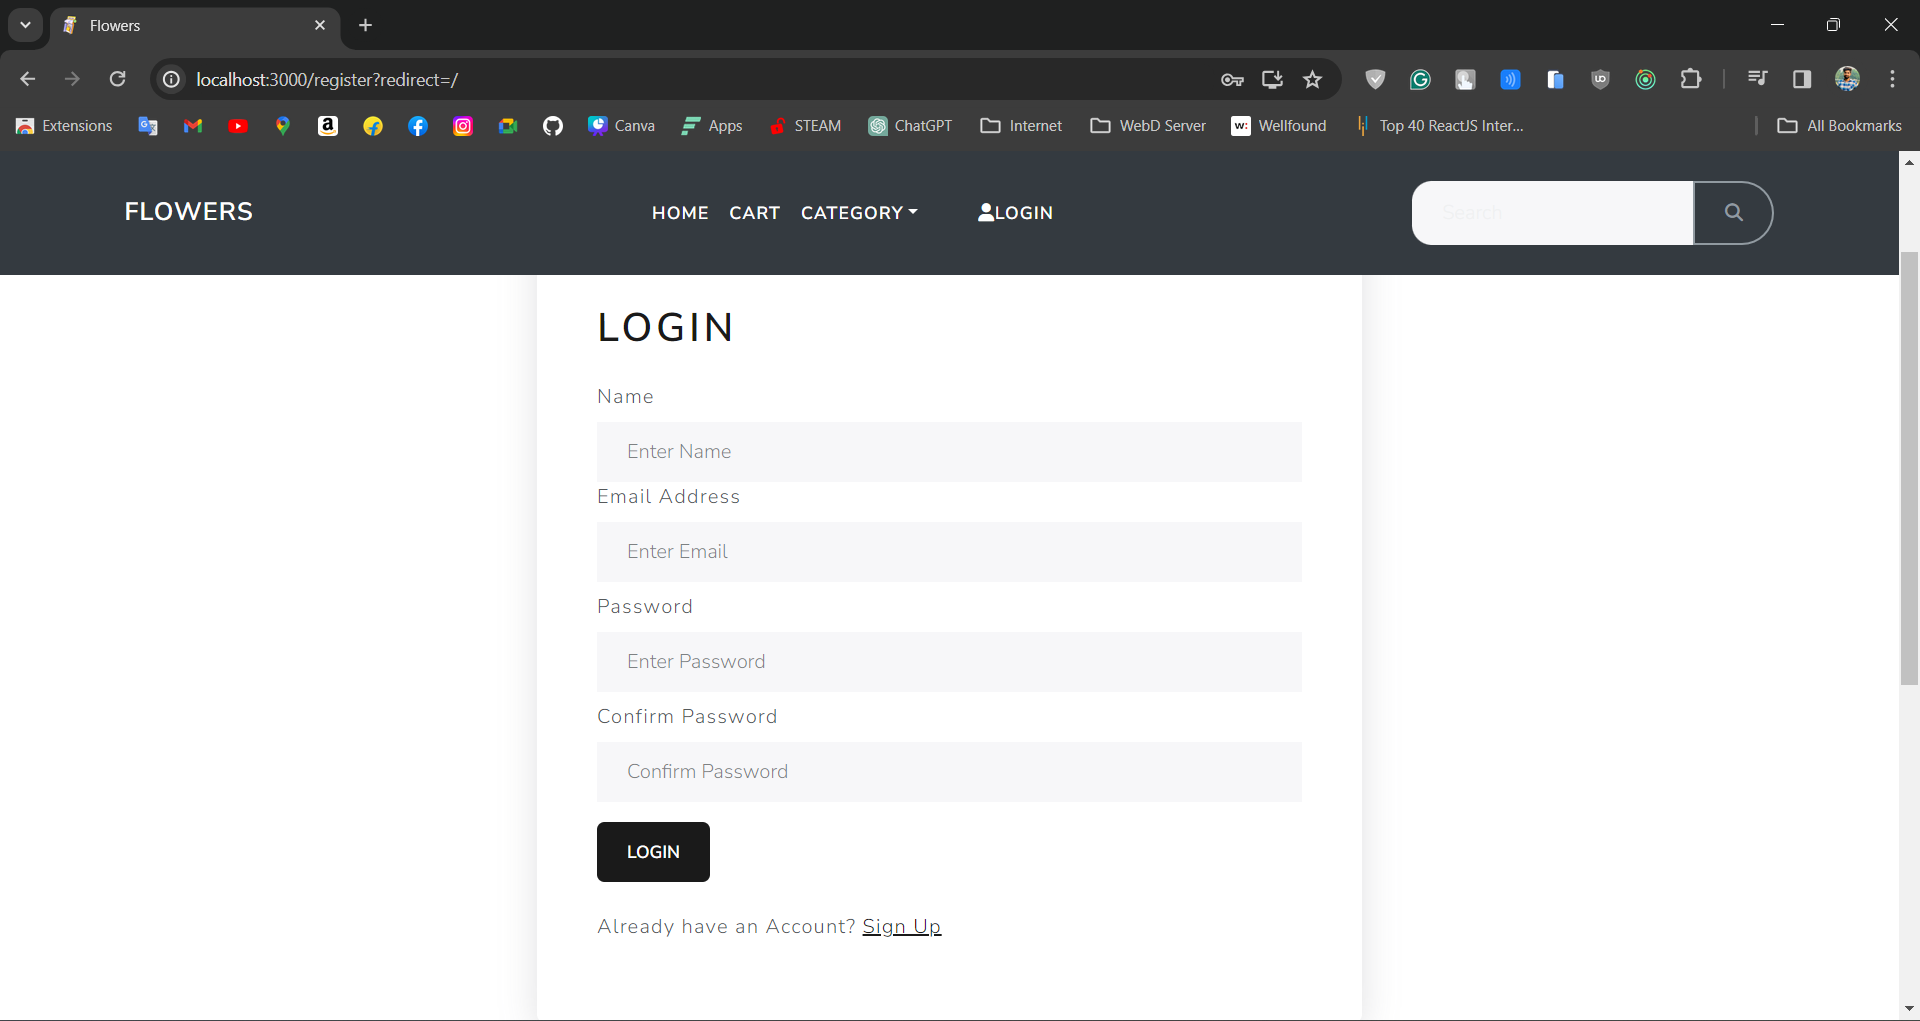 Flowers
localhost:3000/register?redirect=/
Extensions
Canva
Apps
STEAM
ChatGPT
Internet
WebD Server
Wellfound
Top 40 ReactJS Inter...
All Bookmarks
FLOWERS
HOME
CART
CATEGORY
LOGIN
Search
LOGIN
Name
Enter Name
Email Address
Enter Email
Password
Enter Password
Confirm Password
Confirm Password
LOGIN
Already have an Account? Sign Up